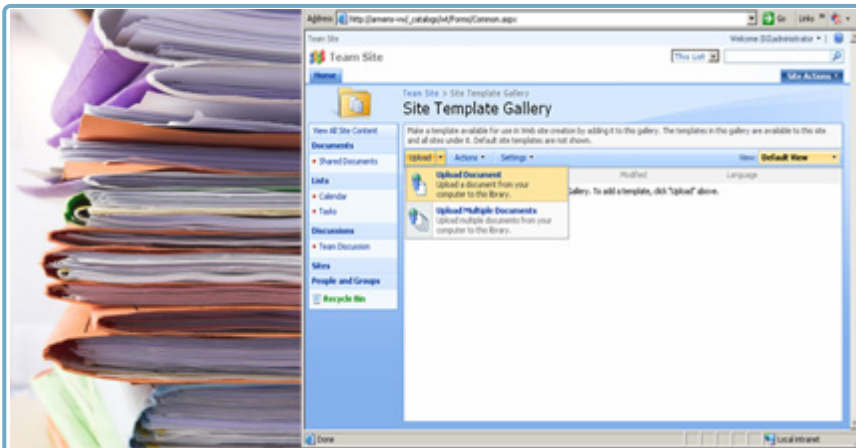 Address http://amens-vw/_catalogs/wt/Forms/Common.aspx Go Links »
Team Site
Welcome DI\administrator
Team Site
This List
Home
Site Actions
Team Site > Site Template Gallery
Site Template Gallery
View All Site Content
Make a template available for use in Web site creation by adding it to this gallery. The templates in this gallery are available to this site
and all sites under it. Default site templates are not shown.
Documents
Shared Documents
Upload Actions Settings View: Default View
Modified Language
Upload Document
Upload a document from your
computer to this library.
Gallery. To add a template, click "Upload" above.
Upload Multiple Documents
Upload multiple documents from your
computer to this library.
Lists
Calendar
Tasks
Discussions
Team Discussion
Sites
People and Groups
Recycle Bin
Done
Local intranet